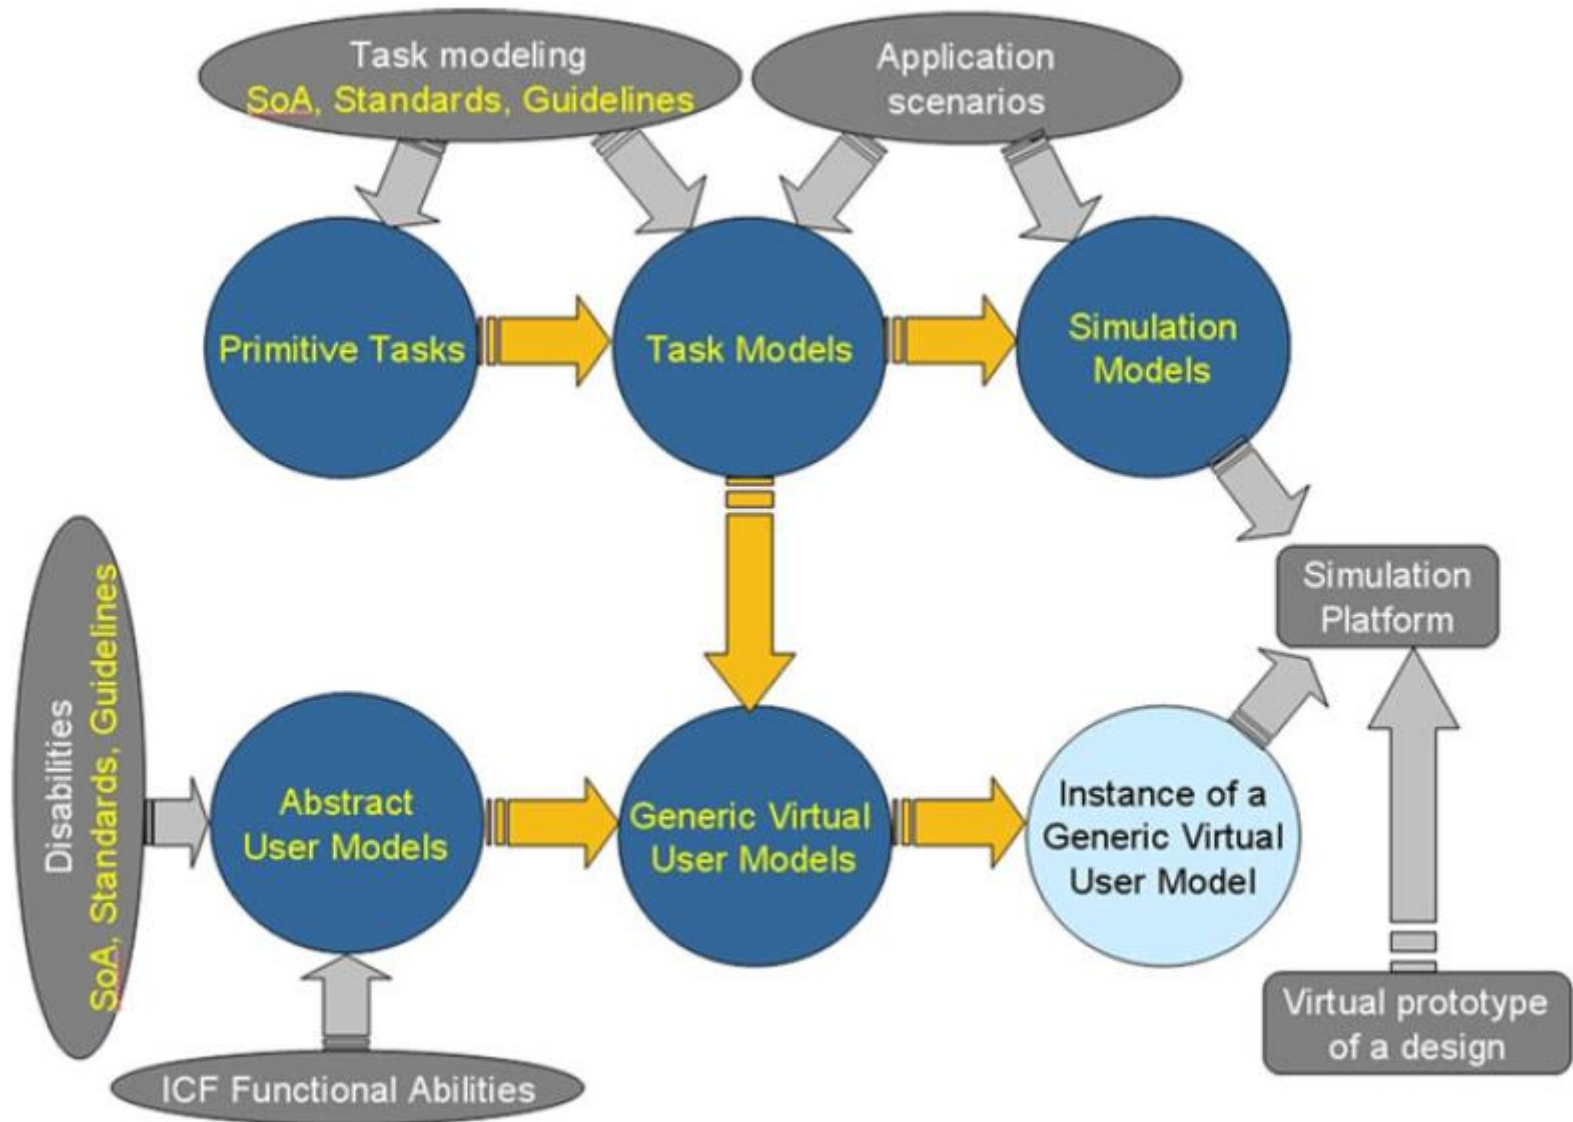 Task modeling
SoA, Standards, Guidelines
Application
scenarios
Primitive Tasks
Task Models
Simulation
Models
Simulation
Platform
Disabilities
SoA, Standards, Guidelines
Abstract
User Models
Generic Virtual
User Models
Instance of a
Generic Virtual
User Model
Virtual prototype
of a design
ICF Functional Abilities